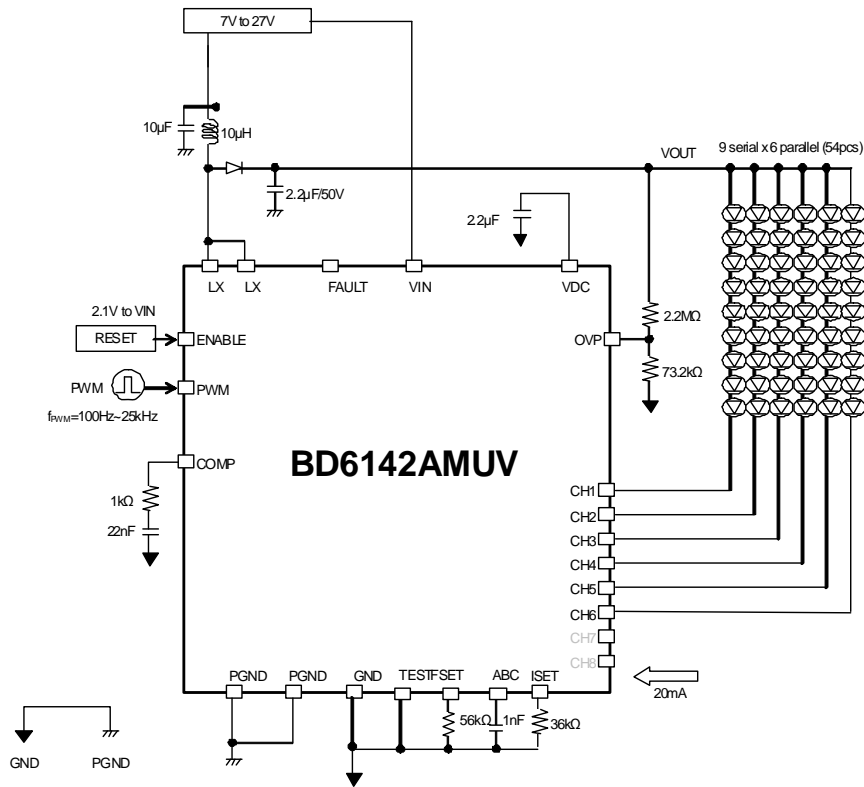 7V to 27V
10µF
10µH
VOUT
9 serial x 6 parallel (54pcs)
2.2µF/50V
2.2µF
LX
LX
FAULT
VIN
VDC
2.1V to VIN
RESET
ENABLE
2.2MΩ
OVP
73.2kΩ
PWM
PWM
fPWM=100Hz~25kHz
COMP
BD6142AMUV
1kΩ
22nF
CH1
CH2
CH3
CH4
CH5
CH6
CH7
CH8
20mA
PGND
PGND
GND
TEST
FSET
ABC
ISET
56kΩ
1nF
36kΩ
GND
PGND